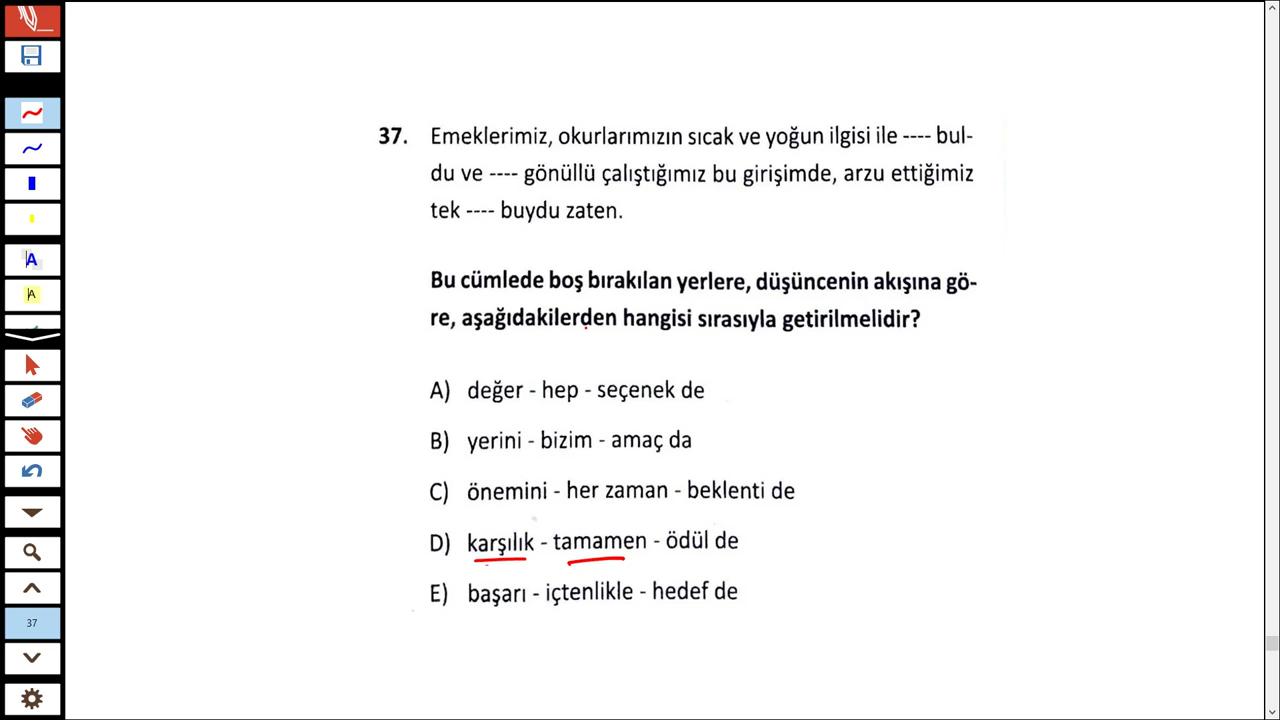 37. Emeklerimiz, okurlarımızın sıcak ve yoğun ilgisi ile ---- bul-
du ve ---- gönüllü çalıştığımız bu girişimde, arzu ettiğimiz
tek ---- buydu zaten.
Bu cümlede boş bırakılan yerlere, düşüncenin akışına gö-
re, aşağıdakilerden hangisi sırasıyla getirilmelidir?
A) değer - hep - seçenek de
B) yerini - bizim - amaç da
C) önemini - her zaman - beklenti de
D) karşılık - tamamen - ödül de
E) başarı - içtenlikle - hedef de
A
A
37